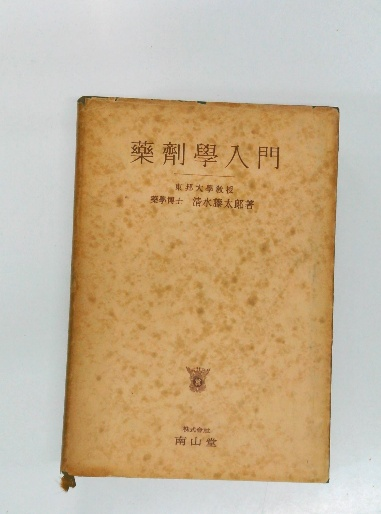 藥劑學入門
東邦大學教授
藥學博士 清水藤太郎著
株式會社
南山堂